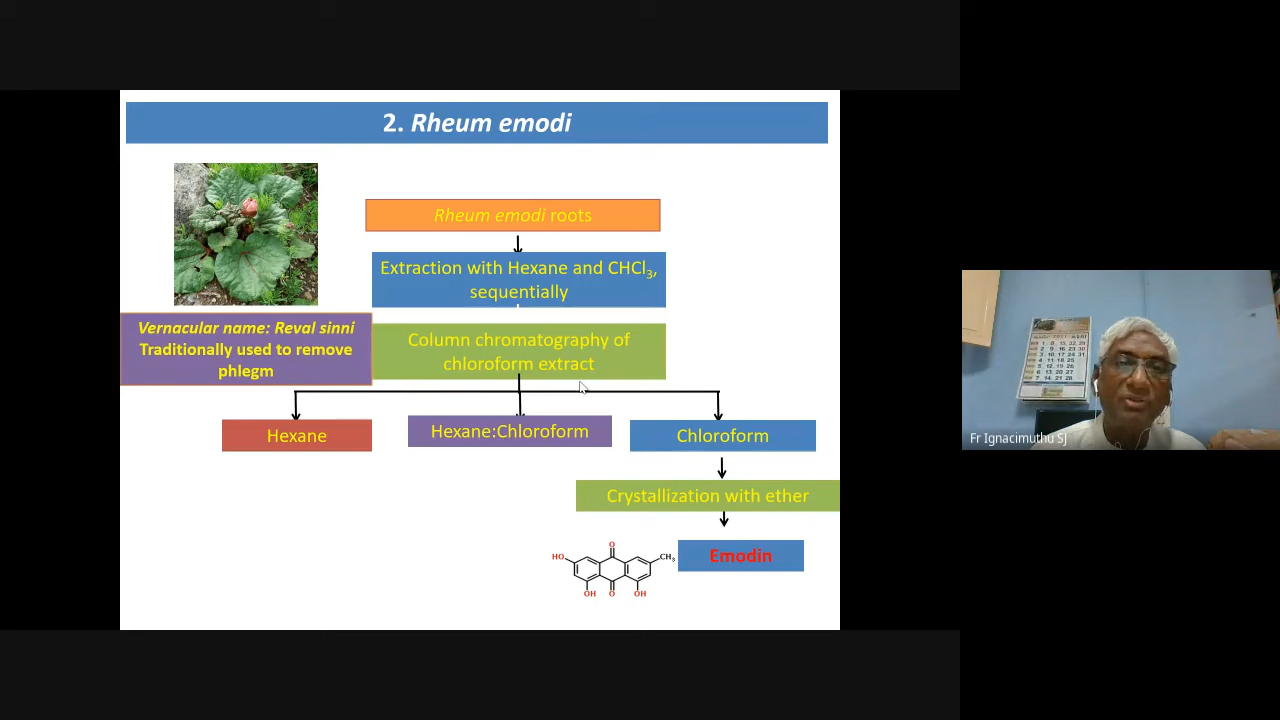 2. Rheum emodi
Rheum emodi roots
Extraction with Hexane and CHCl3,
sequentially
Vernacular name: Reval sinni
Traditionally used to remove
phlegm
Column chromatography of
chloroform extract
Hexane
Hexane:Chloroform
Chloroform
Crystallization with ether
Emodin
HO
O
CH3
OH
O
OH
Fr Ignacimuthu SJ